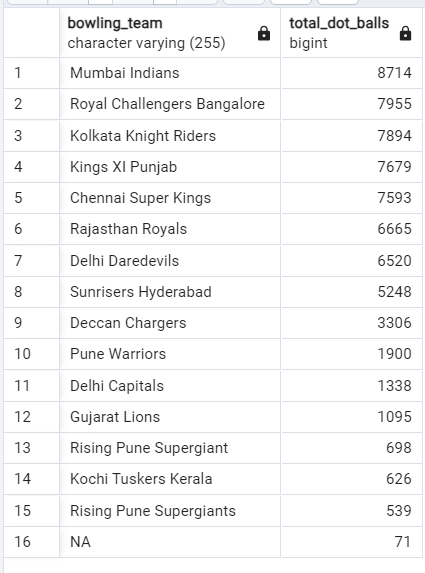 bowling_team total_dot_balls
character varying (255) bigint
1 Mumbai Indians 8714
2 Royal Challengers Bangalore 7955
3 Kolkata Knight Riders 7894
4 Kings XI Punjab 7679
5 Chennai Super Kings 7593
6 Rajasthan Royals 6665
7 Delhi Daredevils 6520
8 Sunrisers Hyderabad 5248
9 Deccan Chargers 3306
10 Pune Warriors 1900
11 Delhi Capitals 1338
12 Gujarat Lions 1095
13 Rising Pune Supergiant 698
14 Kochi Tuskers Kerala 626
15 Rising Pune Supergiants 539
16 NA 71